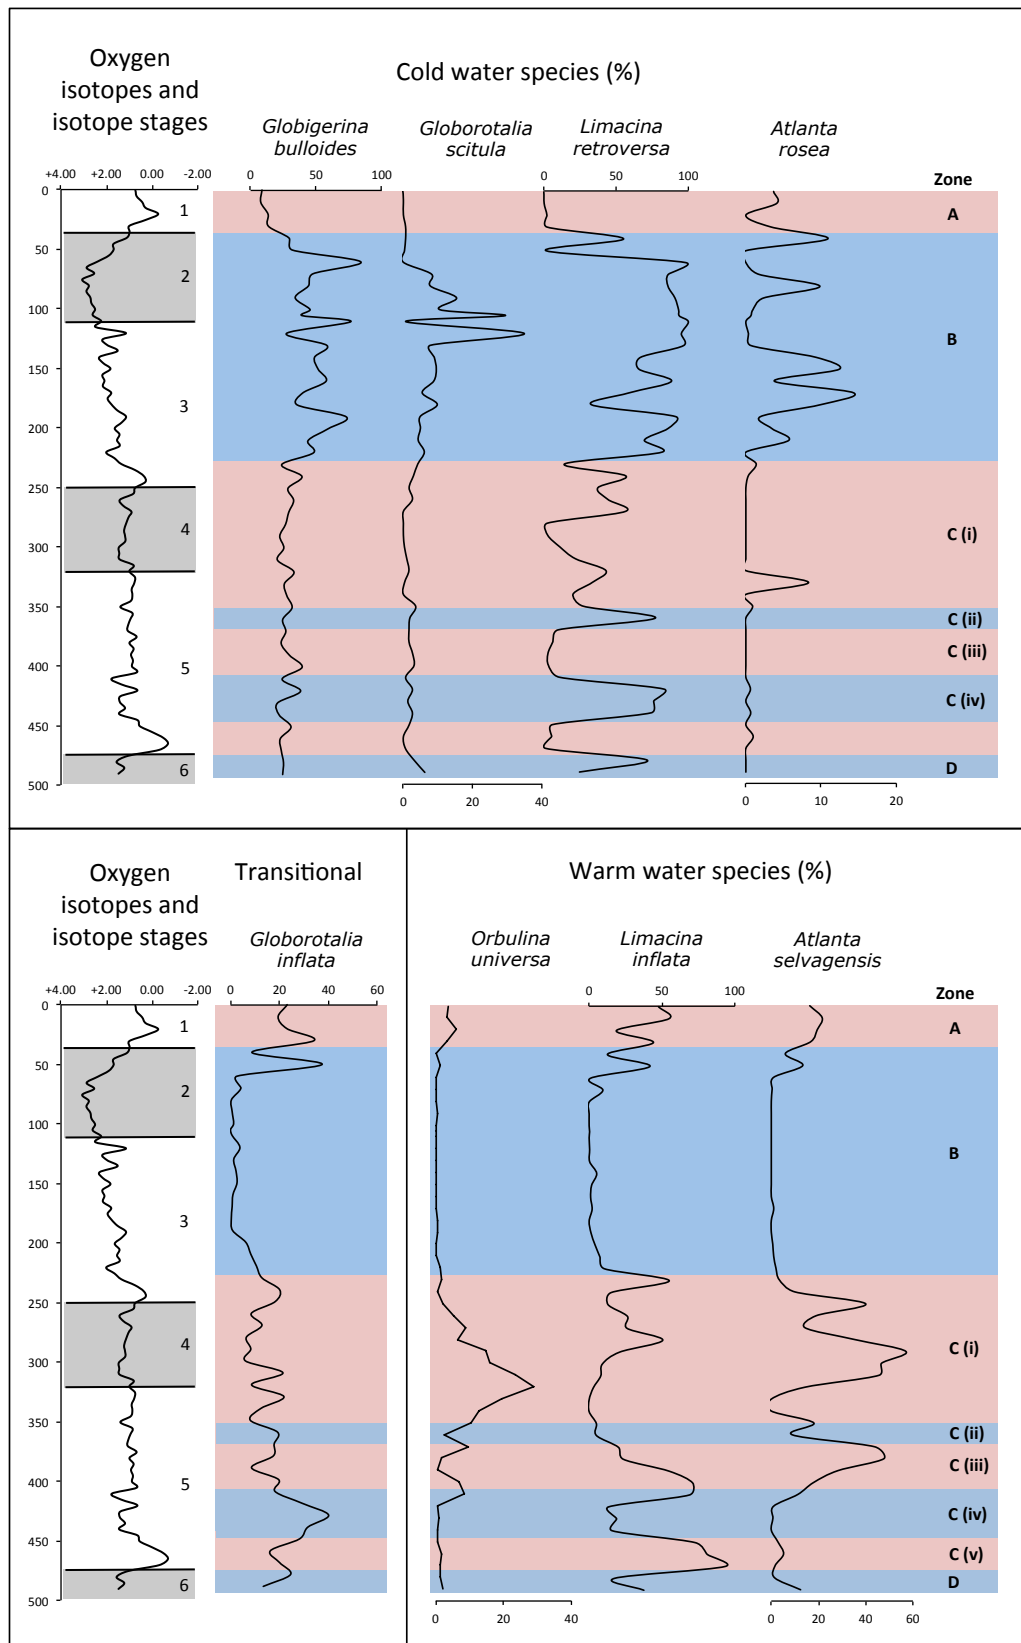 Oxygen
isotopes and
isotope stages
Cold water species (%)
Globigerina
bulloides
Globorotalia
scitula
Limacina
retroversa
Atlanta
rosea
+4.00 +2.00 0.00 -2.00
0 50 100
0 50 100
Zone
0
50
100
150
200
250
300
350
400
450
500
1
2
3
4
5
6
A
B
C (i)
C (ii)
C (iii)
C (iv)
D
0 20 40
0 10 20
Oxygen
isotopes and
isotope stages
Transitional
Globorotalia
inflata
+4.00 +2.00 0.00 -2.00
0 20 40 60
0
50
100
150
200
250
300
350
400
450
500
1
2
3
4
5
6
Warm water species (%)
Orbulina
universa
Limacina
inflata
Atlanta
selvagensis
0 50 100
Zone
A
B
C (i)
C (ii)
C (iii)
C (iv)
C (v)
D
0 20 40
0 20 40 60